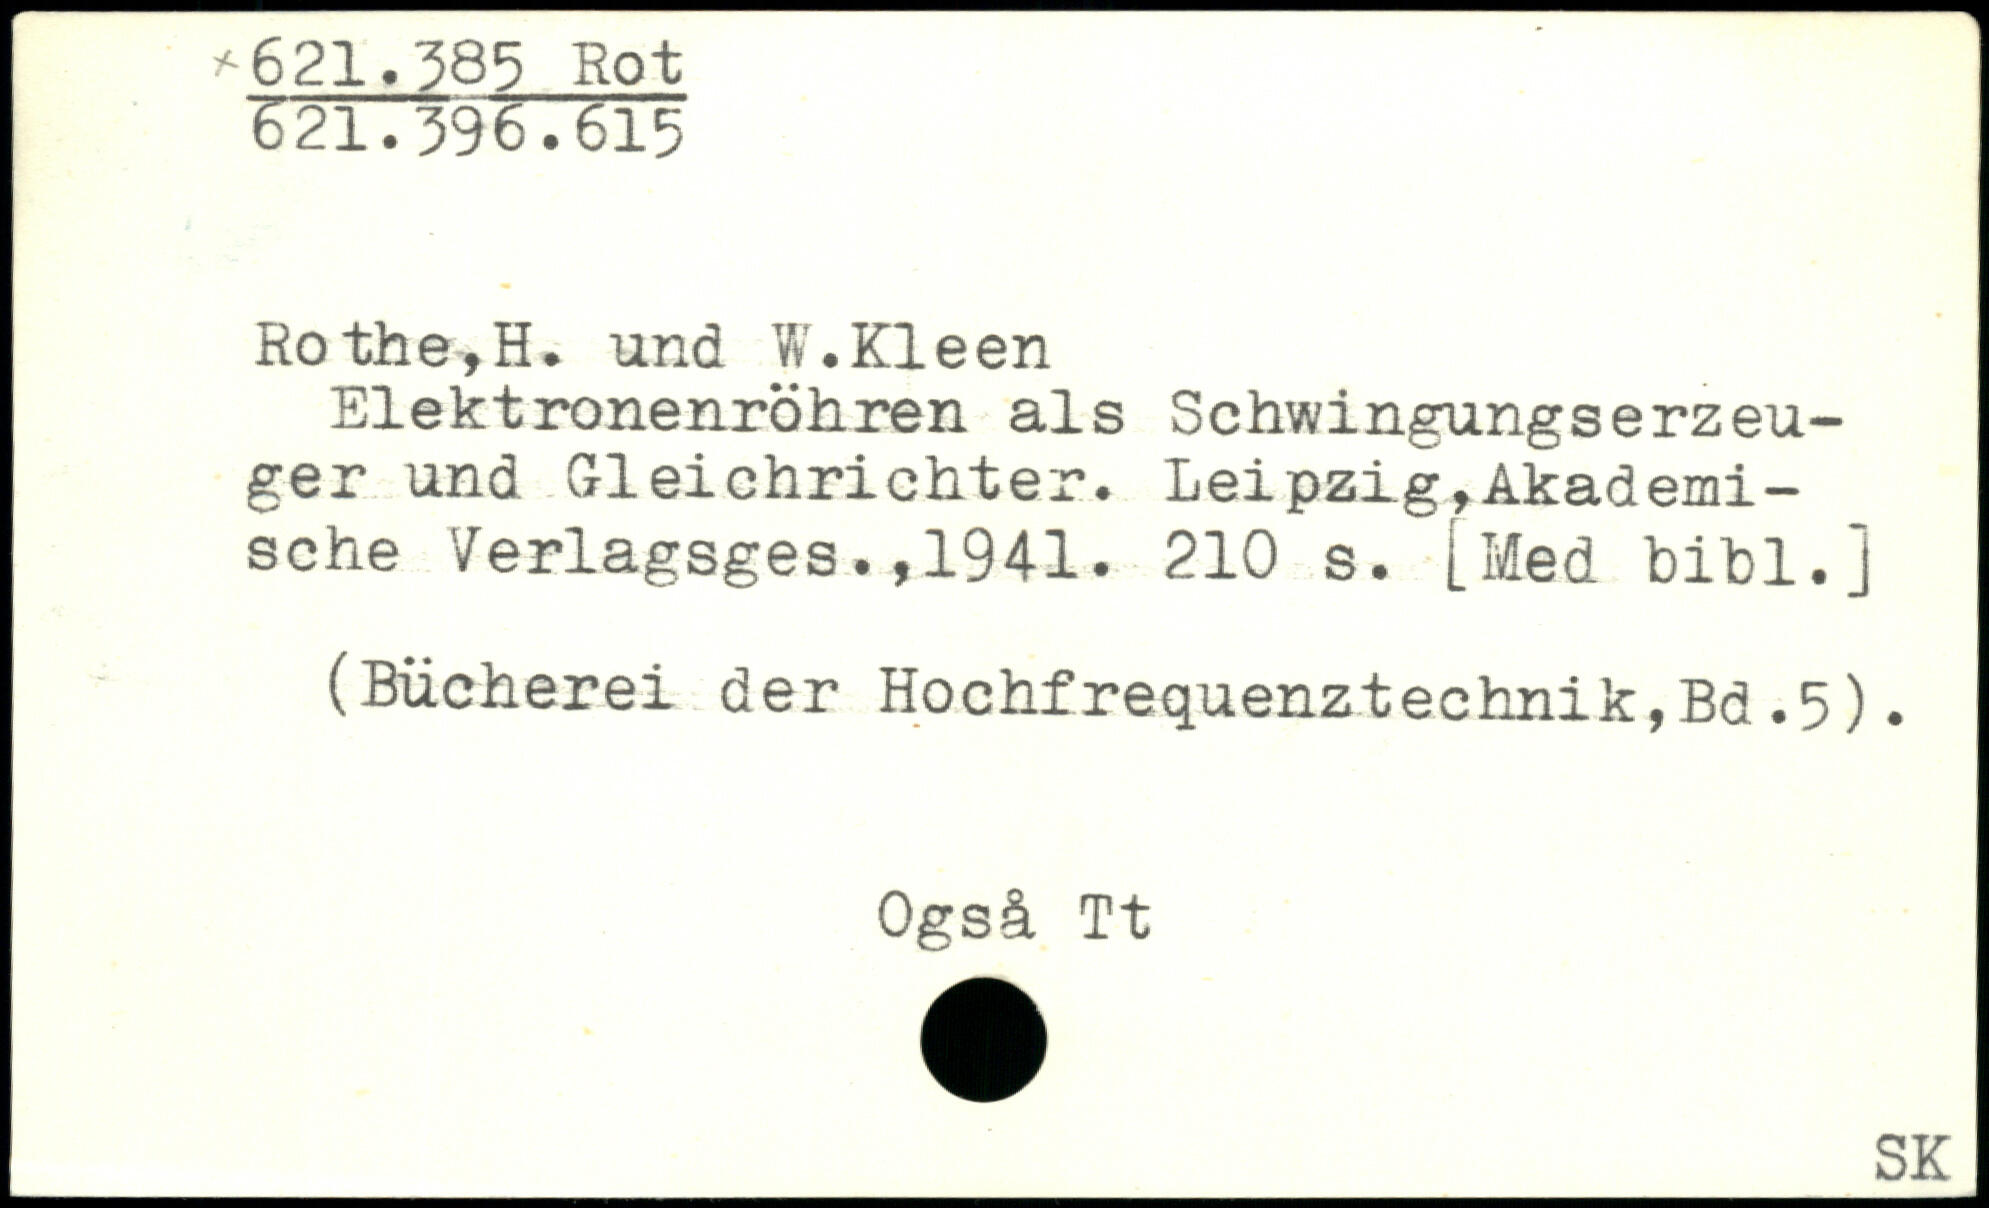 +621.385 Rot
621.396.615
Rothe,H. und W.Kleen
Elektronenröhren als Schwingungserzeu-
ger und Gleichrichter. Leipzig,Akademi-
sche Verlagsges.,1941. 210 s. [Med bibl.]
(Bücherei der Hochfrequenztechnik,Bd.5).
Også Tt
SK